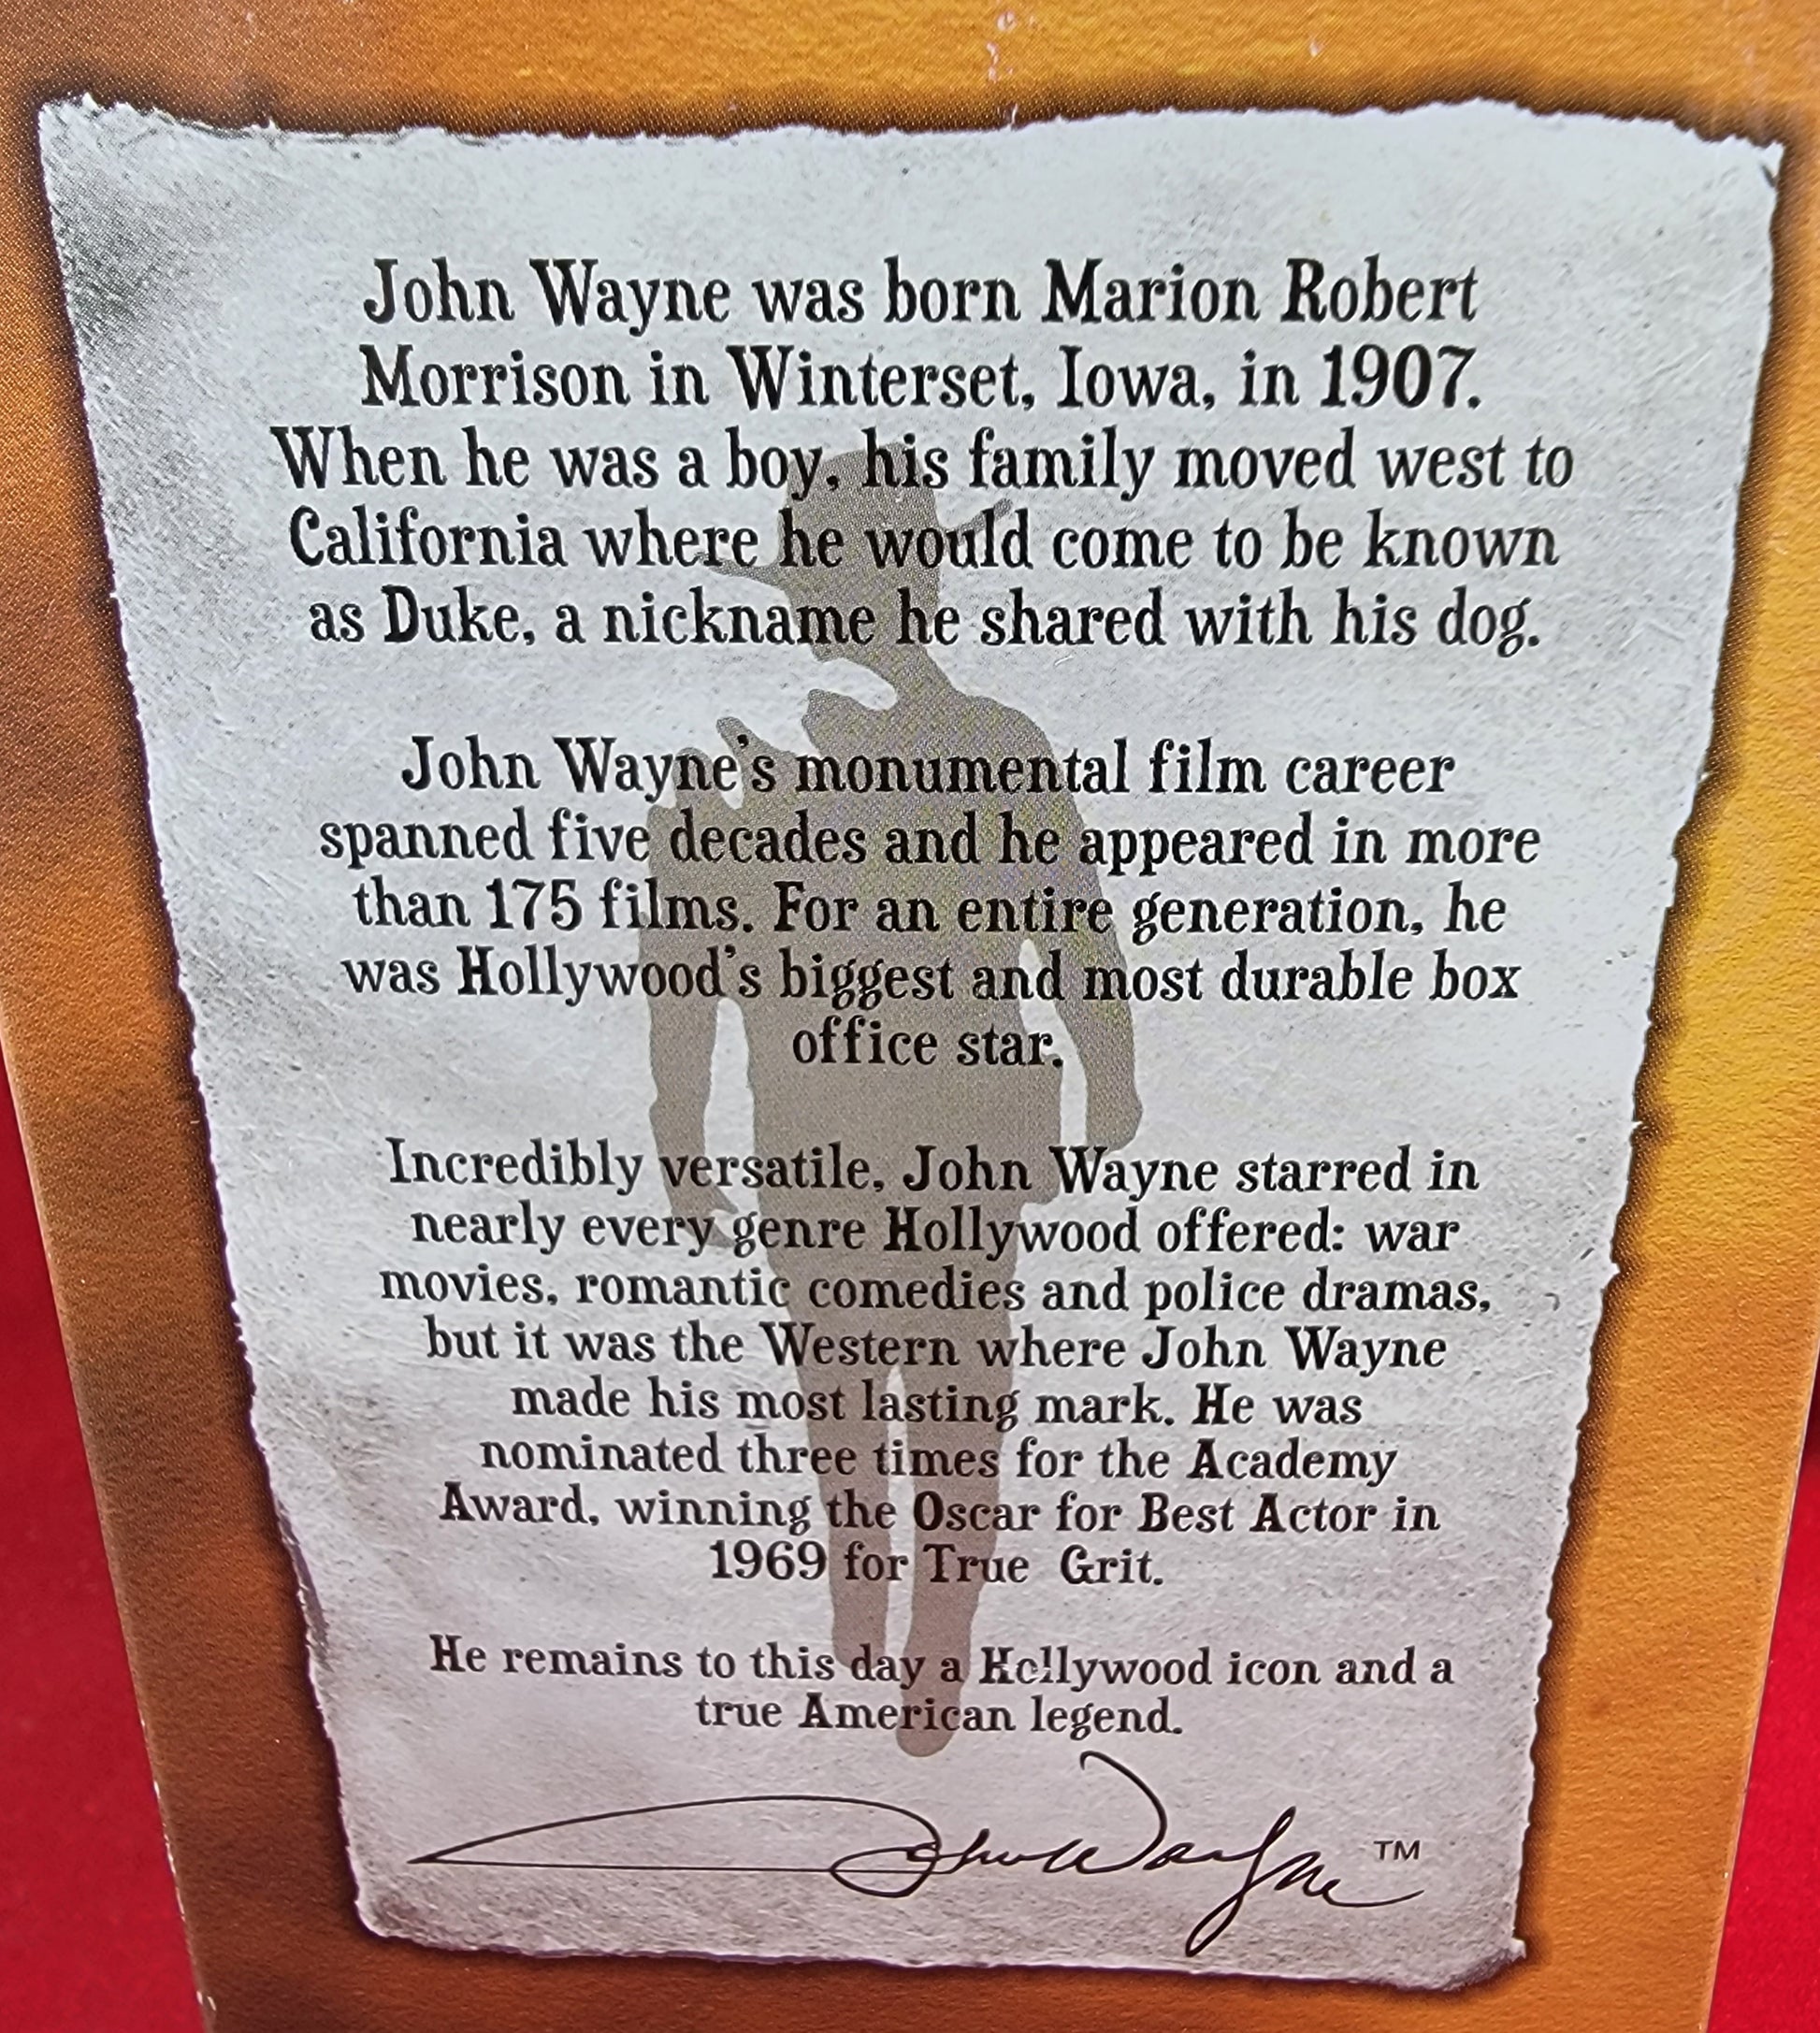 John Wayne was born Marion Robert
Morrison in Winterset, Iowa, in 1907.
When he was a boy, his family moved west to
California where he would come to be known
as Duke, a nickname he shared with his dog.
John Wayne's monumental film career
spanned five decades and he appeared in more
than 175 films. For an entire generation, he
was Hollywood's biggest and most durable box
office star.
Incredibly versatile, John Wayne starred in
nearly every genre Hollywood offered: war
movies, romantic comedies and police dramas,
but it was the Western where John Wayne
made his most lasting mark. He was
nominated three times for the Academy
Award, winning the Oscar for Best Actor in
1969 for True Grit.
He remains to this day a Hollywood icon and a
true American legend.
John Wayne ™